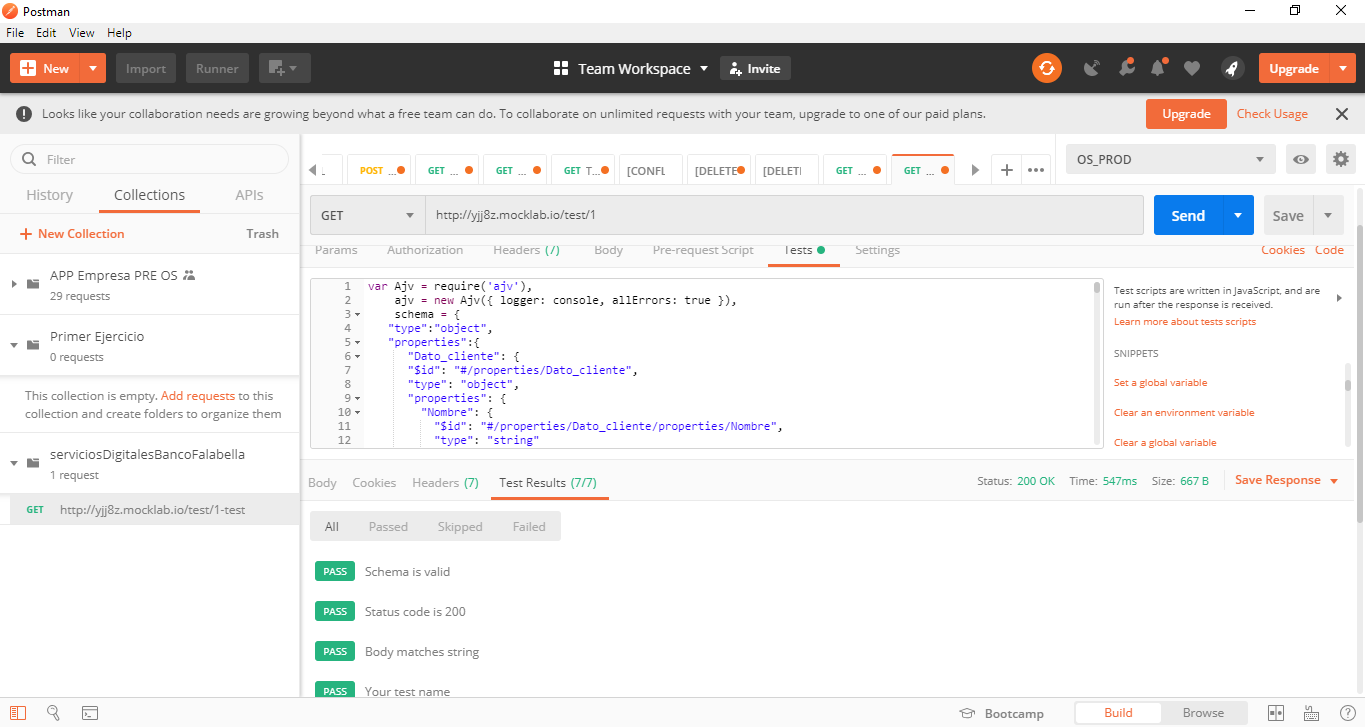 Postman
File Edit View Help
New
Import
Runner
Team Workspace
Invite
Upgrade
Looks like your collaboration needs are growing beyond what a free team can do. To collaborate on unlimited requests with your team, upgrade to one of our paid plans.
Upgrade
Check Usage
Filter
History Collections APIs
New Collection
Trash
APP Empresa PRE OS
29 requests
Primer Ejercicio
0 requests
This collection is empty. Add requests to this
collection and create folders to organize them
serviciosDigitalesBancoFalabella
1 request
GET http://yjj8z.mocklab.io/test/1-test
POST ... GET ... GET ... GET T... [CONFL [DELETE [DELETI GET ... GET ...
OS_PROD
GET
http://yjj8z.mocklab.io/test/1
Send
Save
Params Authorization Headers (7) Body Pre-request Script Tests Settings
Cookies Code
1 var Ajv = require('ajv'),
2 ajv = new Ajv({ logger: console, allErrors: true }),
3 schema = {
4 "type":"object",
5 "properties":{
6 "Dato_cliente": {
7 "$id": "#/properties/Dato_cliente",
8 "type": "object",
9 "properties": {
10 "Nombre": {
11 "$id": "#/properties/Dato_cliente/properties/Nombre",
12 "type": "string"
Test scripts are written in JavaScript, and are
run after the response is received.
Learn more about tests scripts
SNIPPETS
Set a global variable
Clear an environment variable
Clear a global variable
Body Cookies Headers (7) Test Results (7/7)
Status: 200 OK Time: 547ms Size: 667 B
Save Response
All Passed Skipped Failed
PASS Schema is valid
PASS Status code is 200
PASS Body matches string
PASS Your test name
Bootcamp
Build
Browse